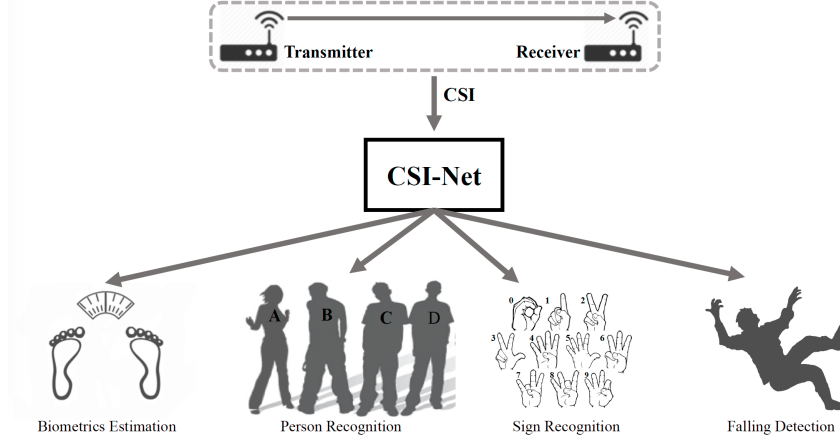 Transmitter
Receiver
CSI
CSI-Net
A
B
C
D
0 1 2
3 4 5 6
7 8 9
Biometrics Estimation
Person Recognition
Sign Recognition
Falling Detection